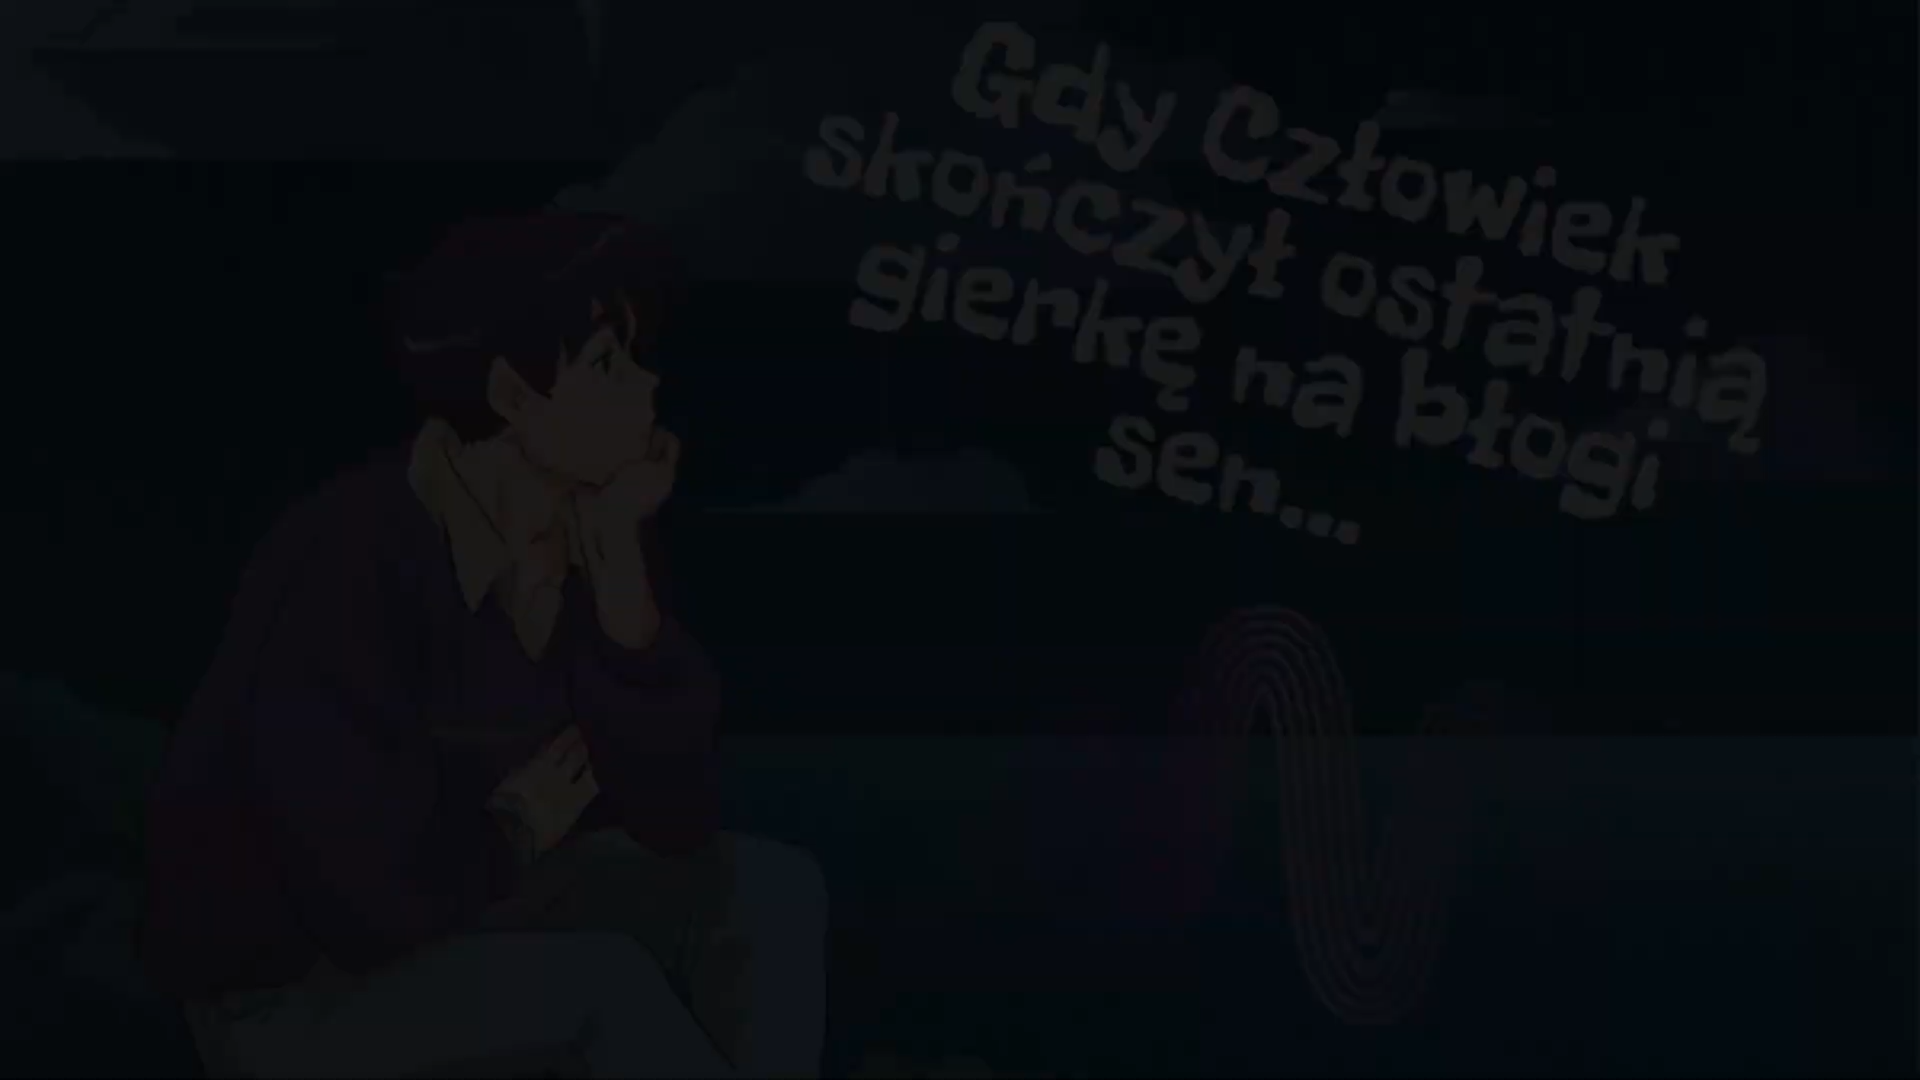 Gdy Człowiek
skończył ostatnią
gierkę na błogi
sen...